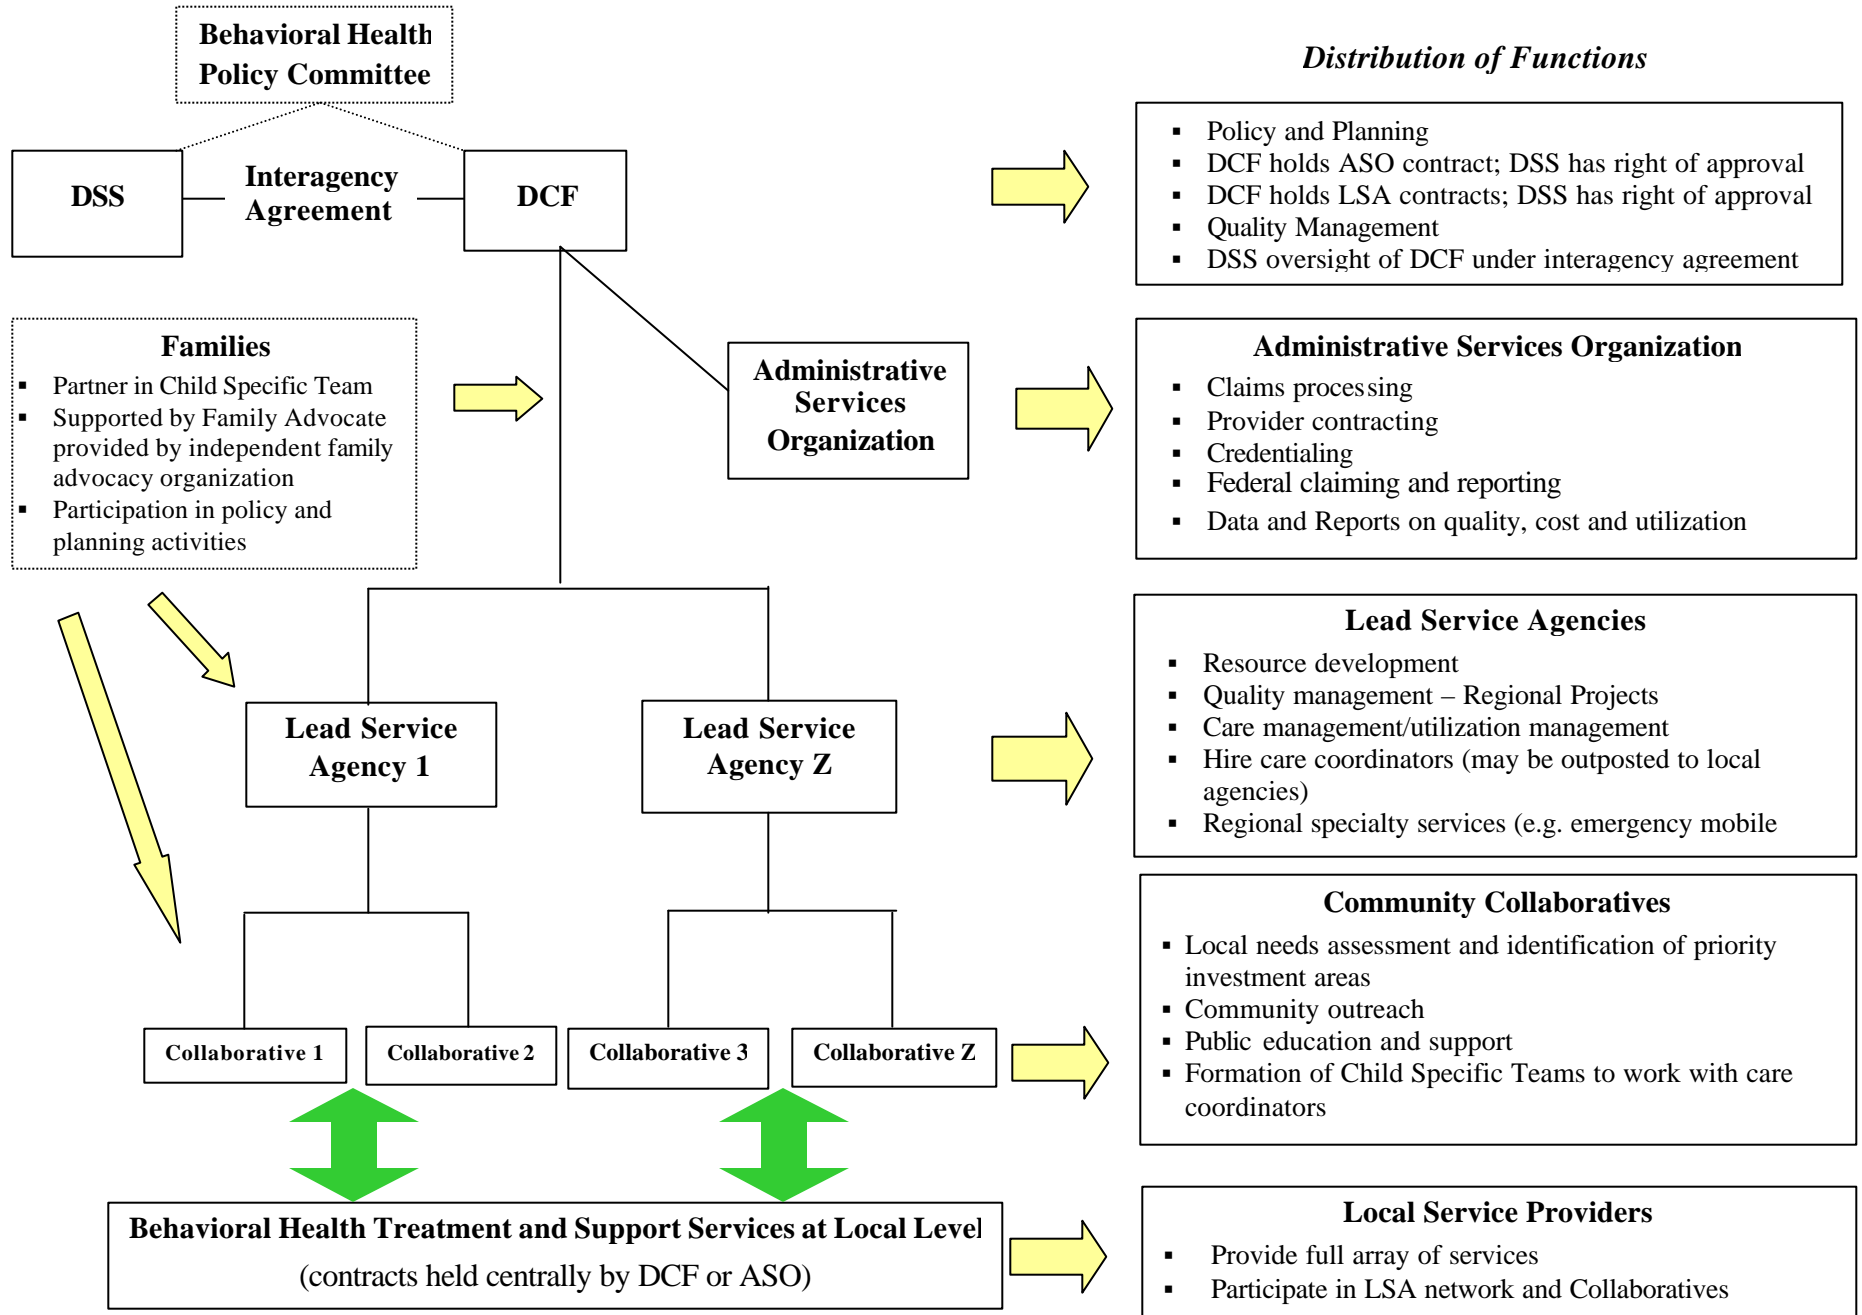 Behavioral Health
Policy Committee
DSS
Interagency
Agreement
DCF
Families
▪ Partner in Child Specific Team
▪ Supported by Family Advocate
provided by independent family
advocacy organization
▪ Participation in policy and
planning activities
Administrative
Services
Organization
Lead Service
Agency 1
Lead Service
Agency Z
Collaborative 1
Collaborative 2
Collaborative 3
Collaborative Z
Behavioral Health Treatment and Support Services at Local Level
(contracts held centrally by DCF or ASO)
Distribution of Functions
▪ Policy and Planning
▪ DCF holds ASO contract; DSS has right of approval
▪ DCF holds LSA contracts; DSS has right of approval
▪ Quality Management
▪ DSS oversight of DCF under interagency agreement
Administrative Services Organization
▪ Claims processing
▪ Provider contracting
▪ Credentialing
▪ Federal claiming and reporting
▪ Data and Reports on quality, cost and utilization
Lead Service Agencies
▪ Resource development
▪ Quality management – Regional Projects
▪ Care management/utilization management
▪ Hire care coordinators (may be outposted to local
agencies)
▪ Regional specialty services (e.g. emergency mobile
Community Collaboratives
▪ Local needs assessment and identification of priority
investment areas
▪ Community outreach
▪ Public education and support
▪ Formation of Child Specific Teams to work with care
coordinators
Local Service Providers
▪ Provide full array of services
▪ Participate in LSA network and Collaboratives